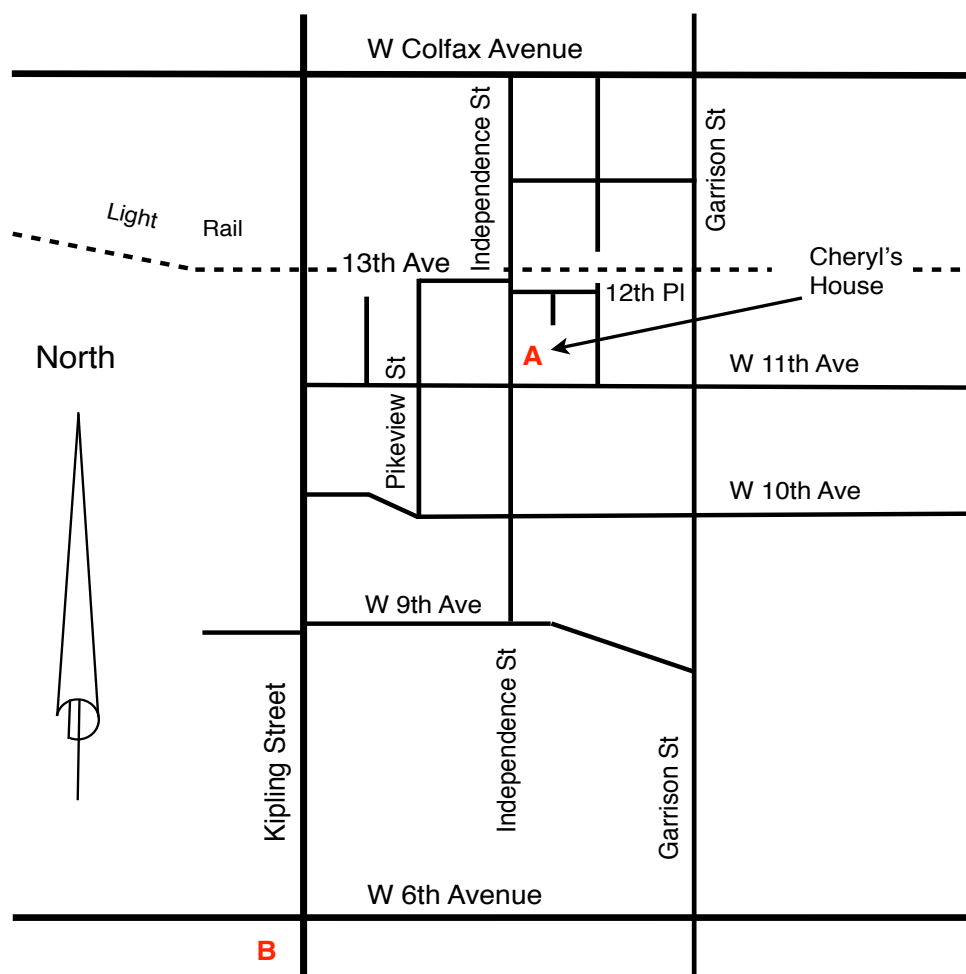 W Colfax Avenue
Independence St
Garrison St
Light Rail
13th Ave
Cheryl's
House
12th Pl
North
A
W 11th Ave
Pikeview St
W 10th Ave
W 9th Ave
Kipling Street
Independence St
Garrison St
W 6th Avenue
B